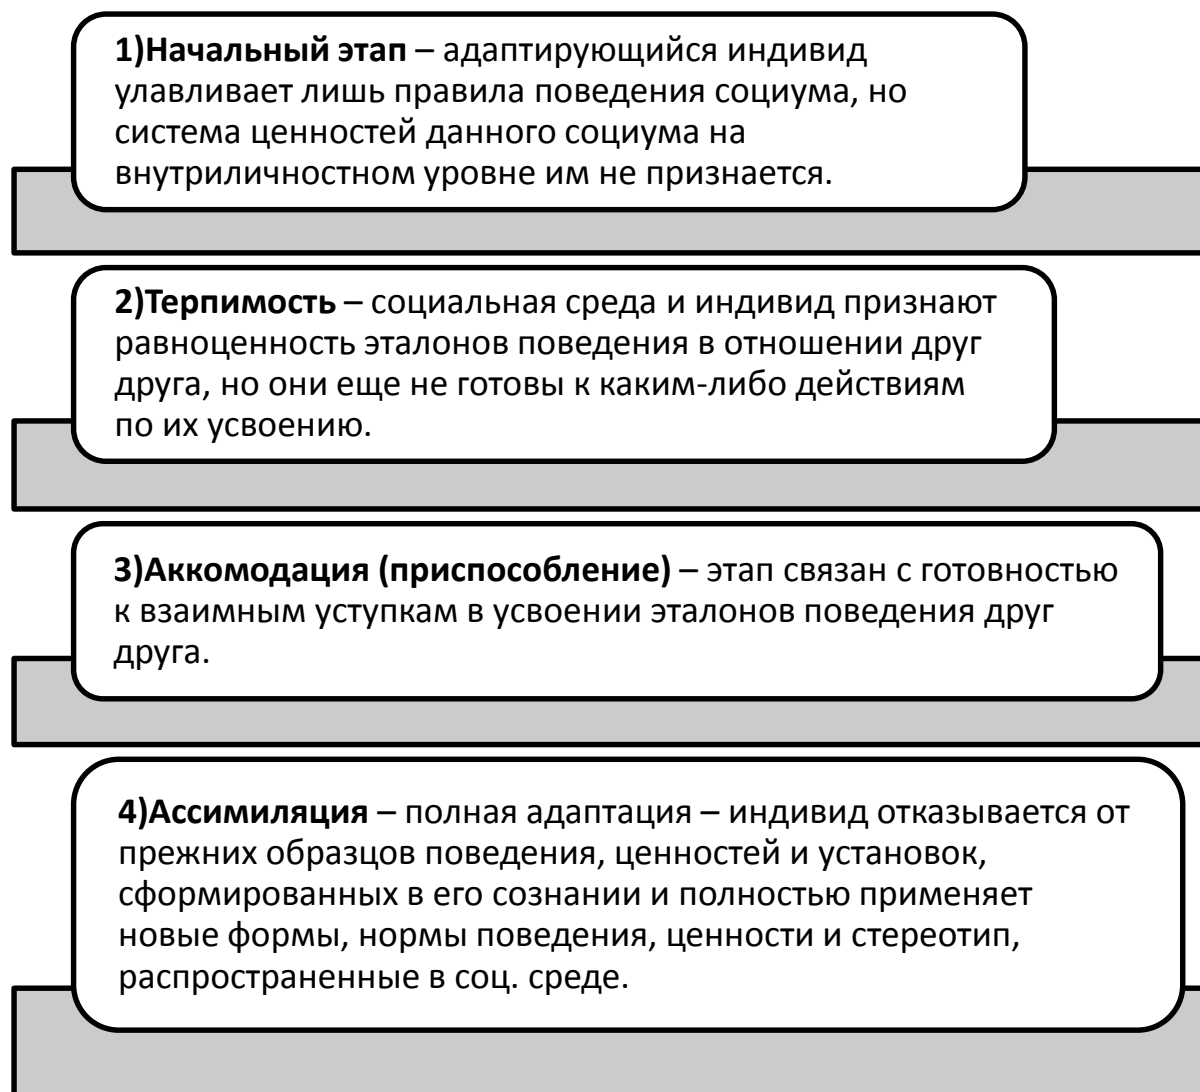 1)Начальный этап – адаптирующийся индивид
улавливает лишь правила поведения социума, но
система ценностей данного социума на
внутриличностном уровне им не признается.
2)Терпимость – социальная среда и индивид признают
равноценность эталонов поведения в отношении друг
друга, но они еще не готовы к каким-либо действиям
по их усвоению.
3)Аккомодация (приспособление) – этап связан с готовностью
к взаимным уступкам в усвоении эталонов поведения друг
друга.
4)Ассимиляция – полная адаптация – индивид отказывается от
прежних образцов поведения, ценностей и установок,
сформированных в его сознании и полностью применяет
новые формы, нормы поведения, ценности и стереотип,
распространенные в соц. среде.